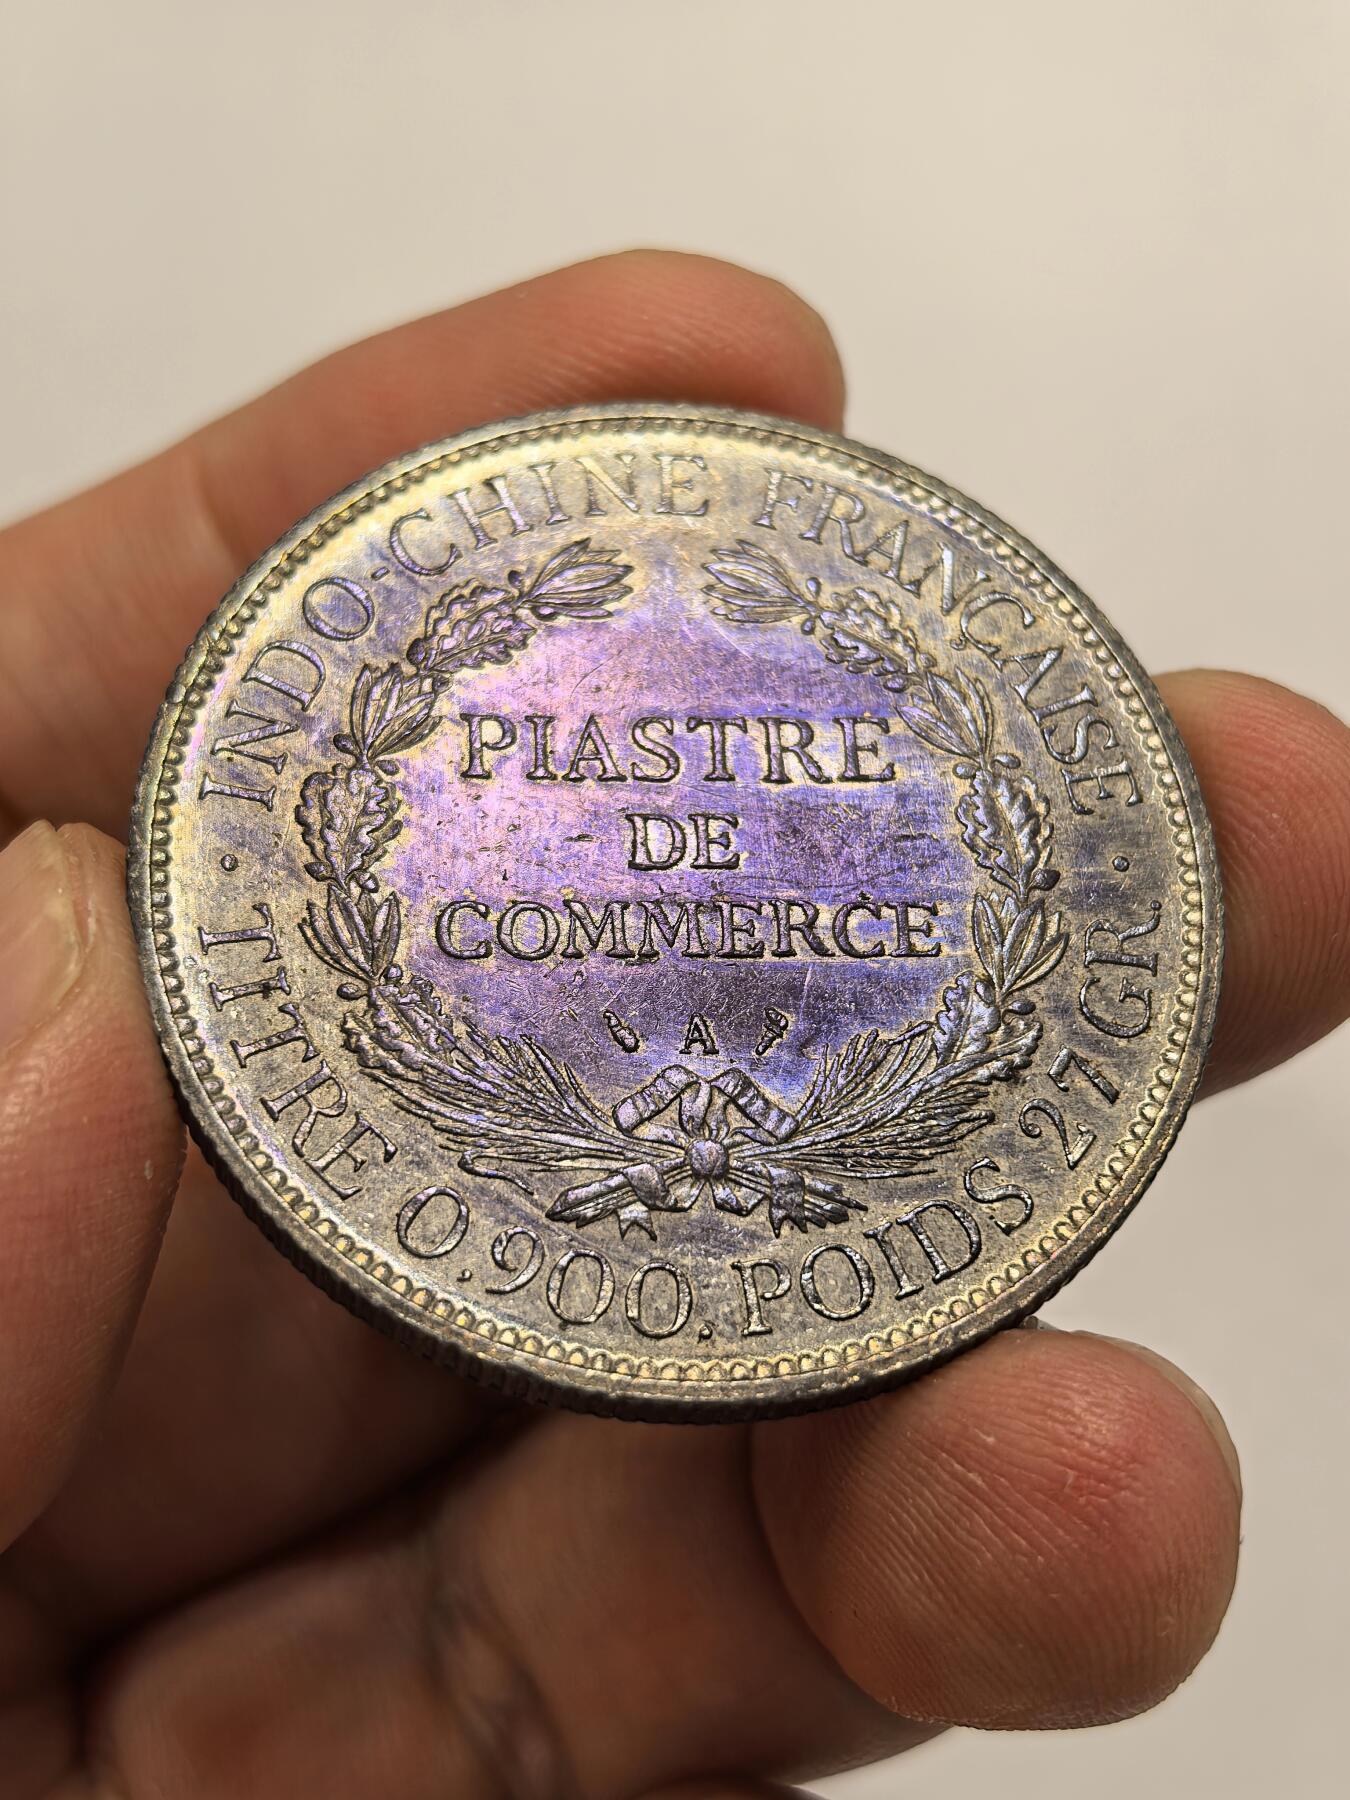 INDO-CHINE FRANÇAISE
PIASTRE
DE
COMMERCE
A
· TITRE 0,900. POIDS 27 GR. ·